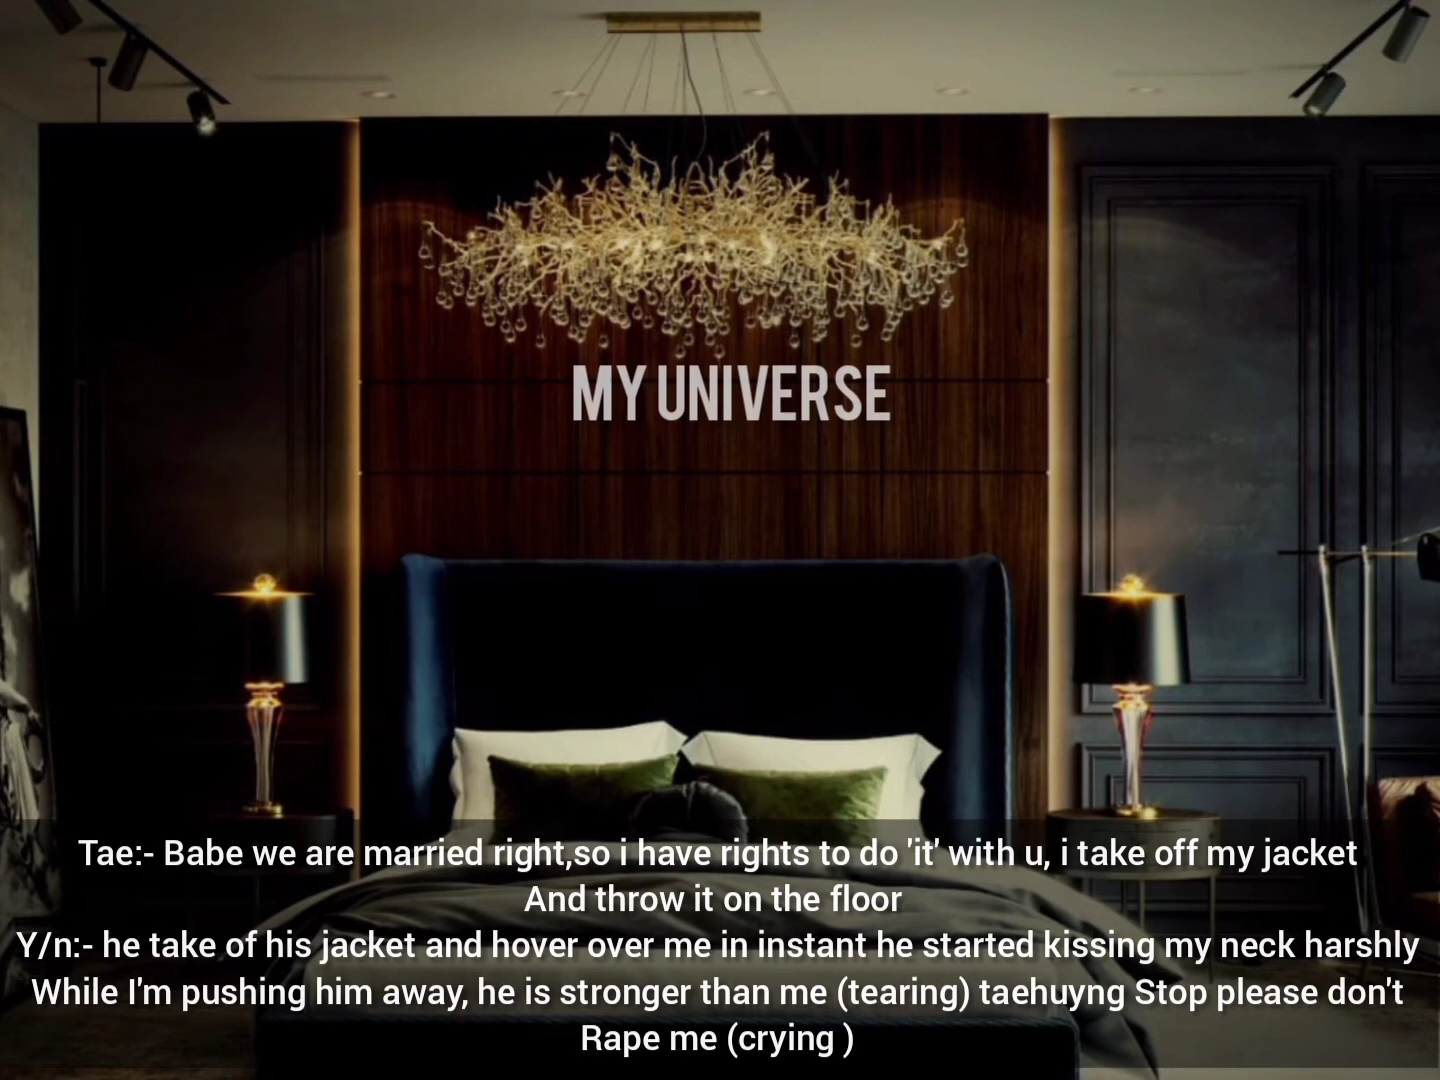 MY UNIVERSE
Tae:- Babe we are married right,so i have rights to do 'it' with u, i take off my jacket
And throw it on the floor
Y/n:- he take of his jacket and hover over me in instant he started kissing my neck harshly
While I'm pushing him away, he is stronger than me (tearing) taehuyng Stop please don't
Rape me (crying )